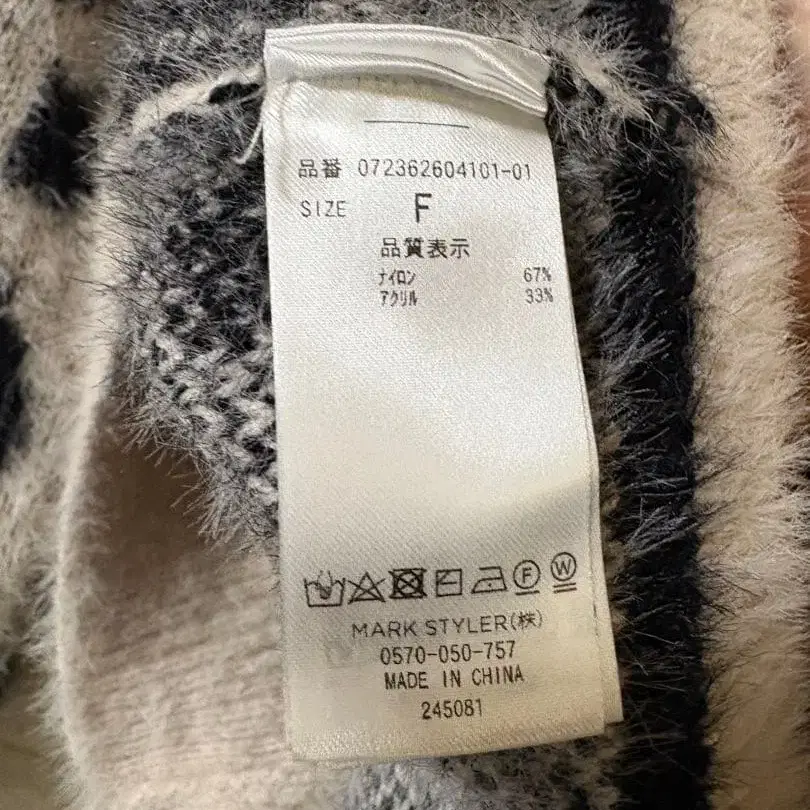 品番 072362604101-01
SIZE F
品質表示
ナイロン 67%
アクリル 33%
F W
MARK STYLER(株)
0570-050-757
MADE IN CHINA
245081